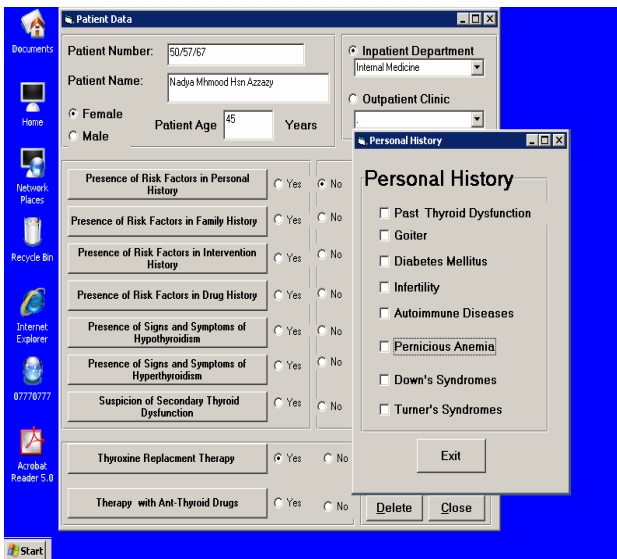 Documents
Home
Network
Places
Recycle Bin
Internet
Explorer
07770777
Acrobat
Reader 5.0
Start
Patient Data
Patient Number:
50/57/67
Patient Name:
Nadya Mhmood Hsn Azzazy
Female
Male
Patient Age
45
Years
Inpatient Department
Internal Medicine
Outpatient Clinic
.
Presence of Risk Factors in Personal
History
Yes
No
Presence of Risk Factors in Family History
Yes
No
Presence of Risk Factors in Intervention
History
Yes
No
Presence of Risk Factors in Drug History
Yes
No
Presence of Signs and Symptoms of
Hypothyroidism
Yes
No
Presence of Signs and Symptoms of
Hyperthyroidism
Yes
No
Suspicion of Secondary Thyroid
Dysfunction
Yes
No
Thyroxine Replacment Therapy
Yes
No
Therapy with Ant-Thyroid Drugs
Yes
No
Delete
Close
Personal History
Personal History
Past Thyroid Dysfunction
Goiter
Diabetes Mellitus
Infertility
Autoimmune Diseases
Pernicious Anemia
Down's Syndromes
Turner's Syndromes
Exit